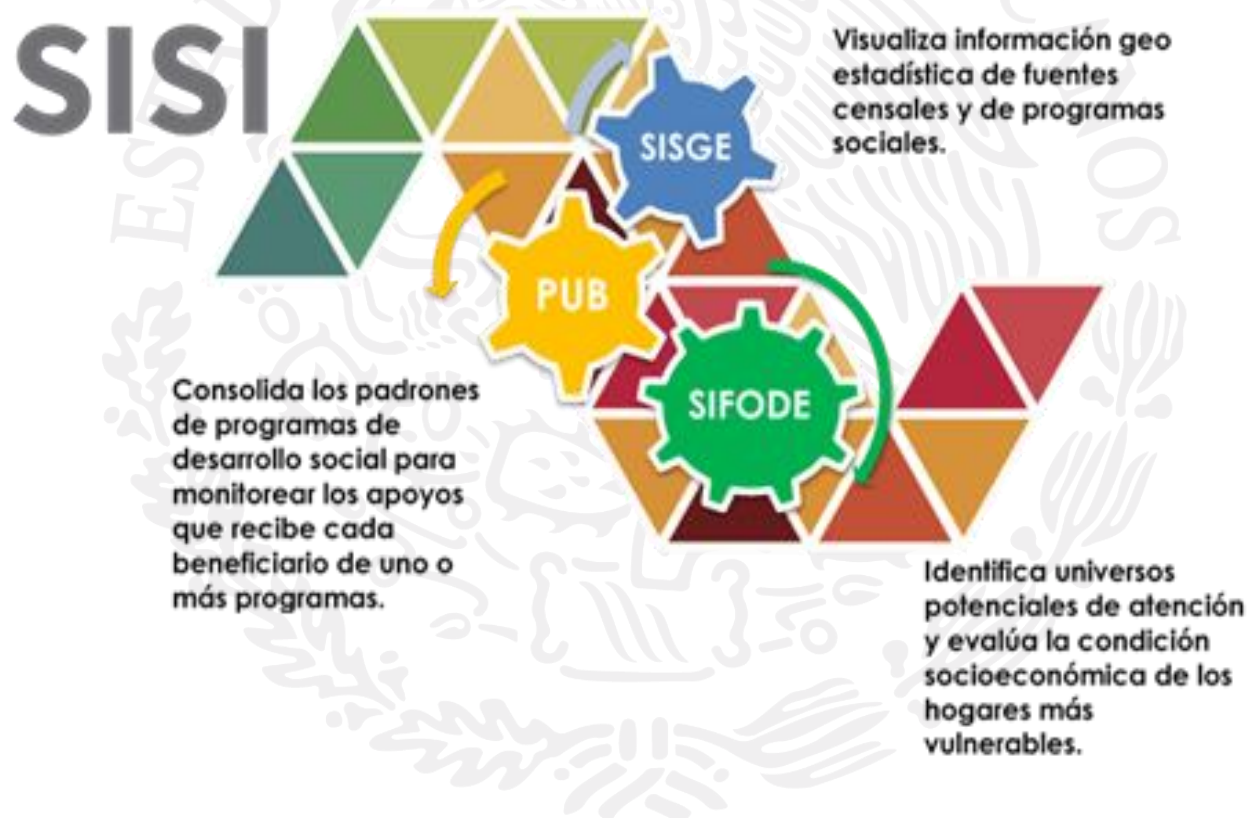 SISI
Visualiza información geo
estadística de fuentes
censales y de programas
sociales.
SISGE
PUB
SIFODE
Consolida los padrones
de programas de
desarrollo social para
monitorear los apoyos
que recibe cada
beneficiario de uno o
más programas.
Identifica universos
potenciales de atención
y evalúa la condición
socioeconómica de los
hogares más
vulnerables.